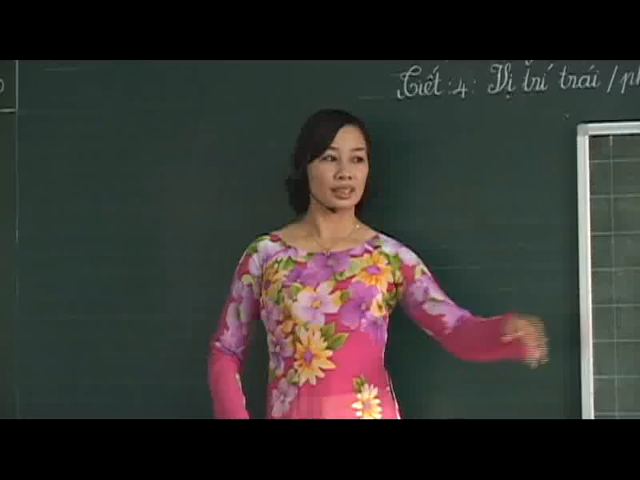 Tiết : 4 : Vị trí trái / ph